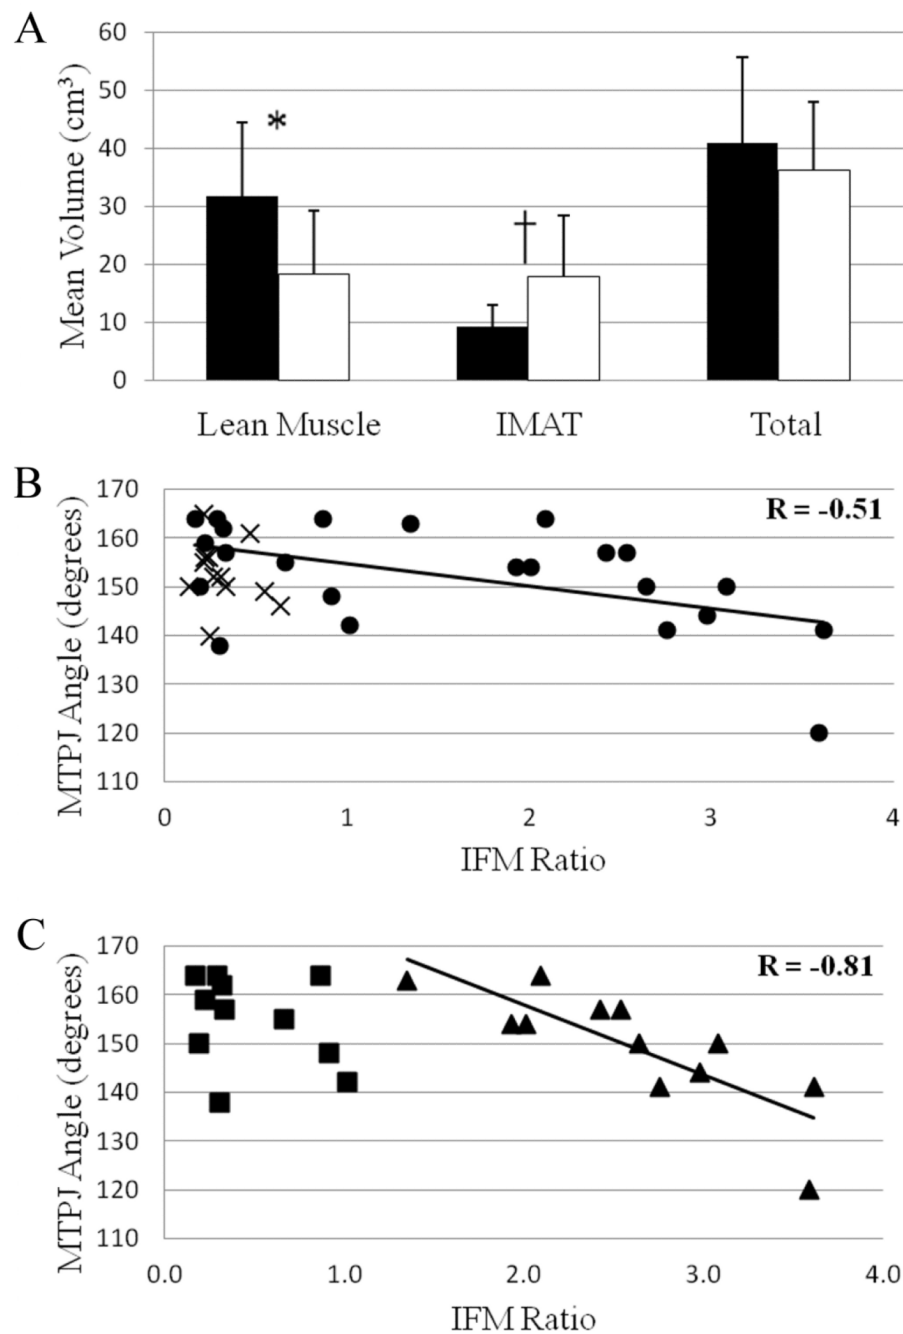 A
60
50
40
30
20
10
0
Mean Volume (cm³)
*
†
Lean Muscle IMAT Total
B
170
160
150
140
130
120
110
MTPJ Angle (degrees)
R = -0.51
0 1 2 3 4
IFM Ratio
C
170
160
150
140
130
120
110
MTPJ Angle (degrees)
R = -0.81
0.0 1.0 2.0 3.0 4.0
IFM Ratio